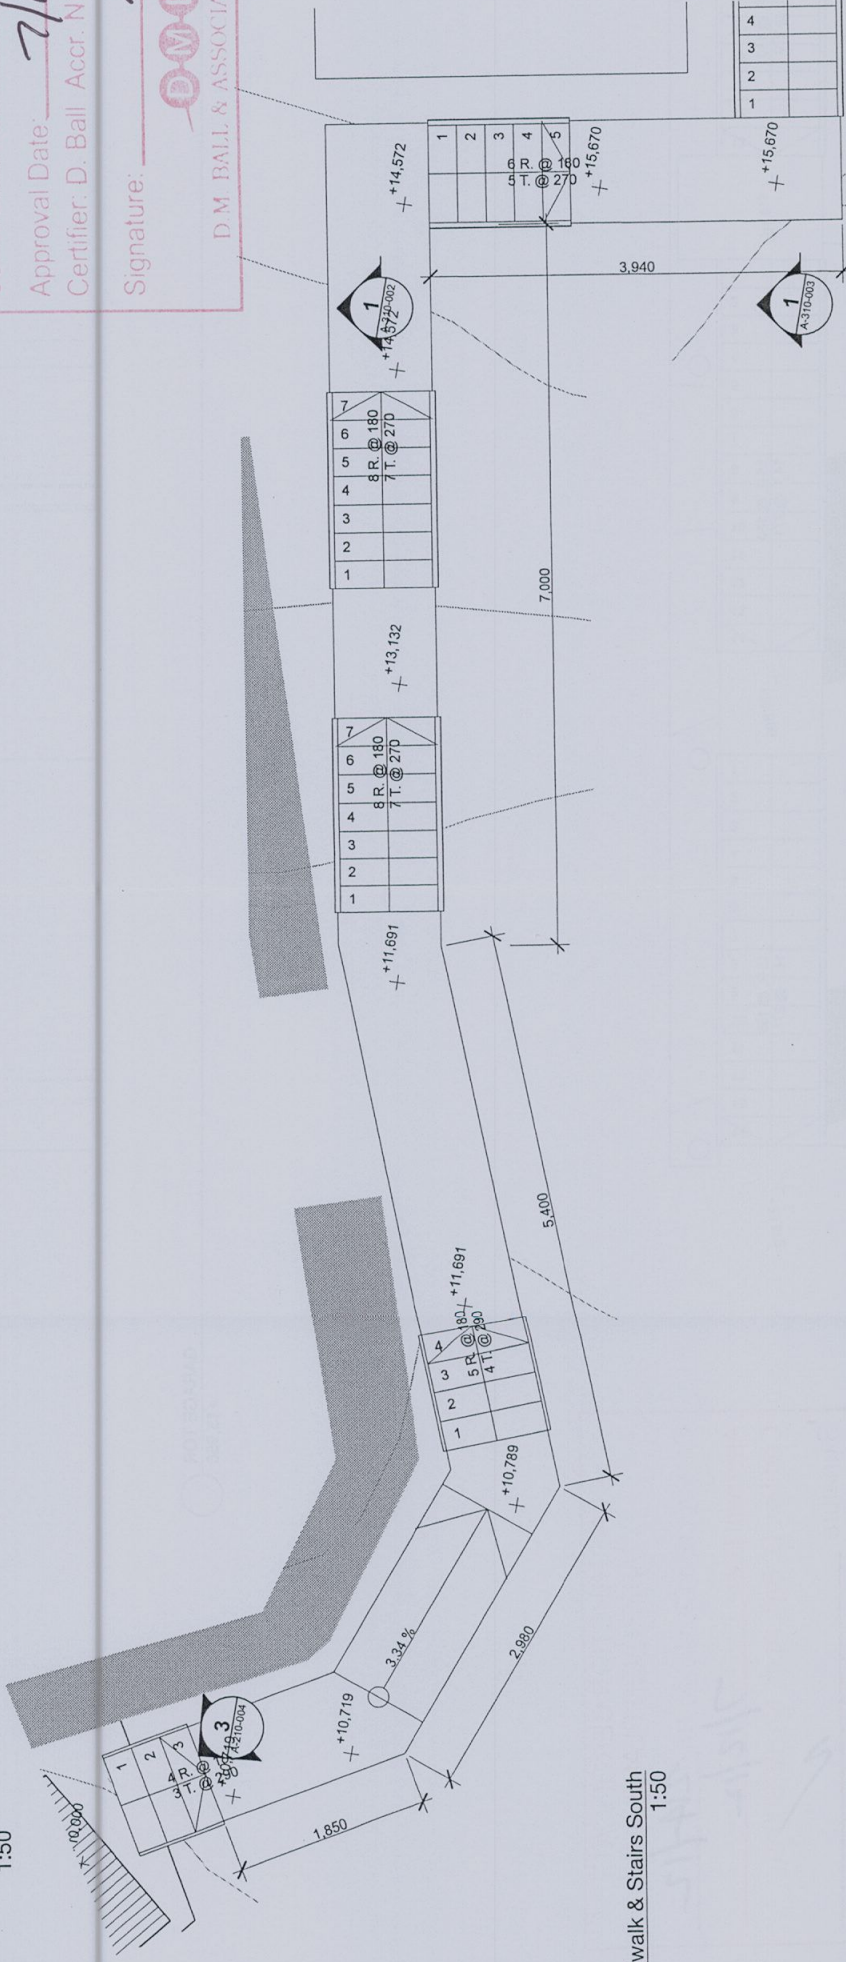 Approval Date:
Certifier: D. Ball Accr. N
Signature:
D-M-
D.M. BALL & ASSOCIA
4
3
2
1
+14,572
1
2
3
4
5
6 R. @ 160
5 T. @ 270
+15,670
+15,670
3,940
1
A-310-002
+14,572
1
A-310-003
7
6
5
4
3
2
1
8 R. @ 180
7 T. @ 270
7,000
+13,132
7
6
5
4
3
2
1
8 R. @ 180
7 T. @ 270
+11,691
5,400
+11,691
4
3
2
1
5 R. @ 180
4 T. @ 290
+10,789
3.34 %
2,980
+10,719
3
A-210-004
1
2
3
4 R. @
3 T. @
1,850
10,000
1:50
walk & Stairs South
1:50